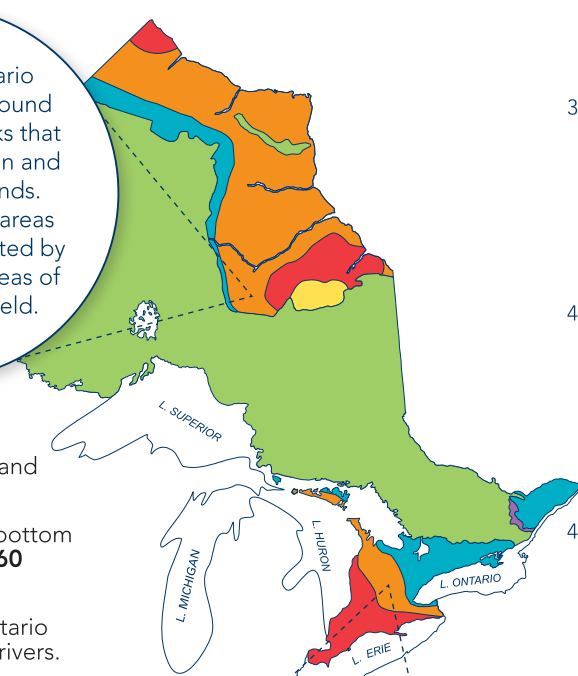 ario
ound
ks that
n and
nds.
areas
ted by
eas of
eld.
3
4
and
bottom
60
tario
rivers.
4
L. SUPERIOR
L. MICHIGAN
L. HURON
L. ONTARIO
L. ERIE